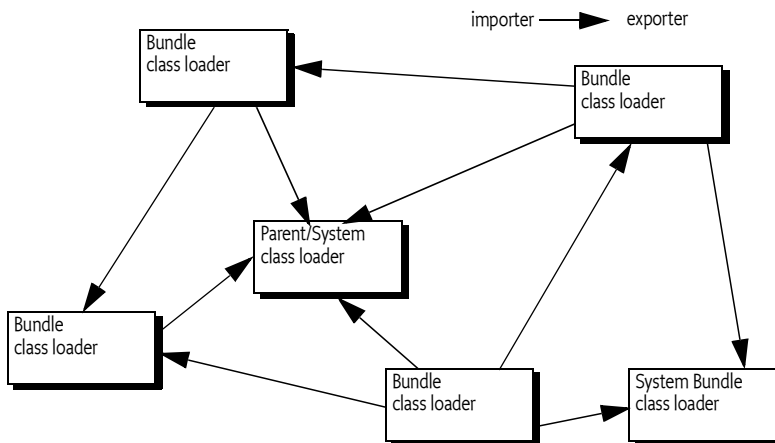 importer exporter
Bundle
class loader
Bundle
class loader
Parent/System
class loader
Bundle
class loader
Bundle
class loader
System Bundle
class loader